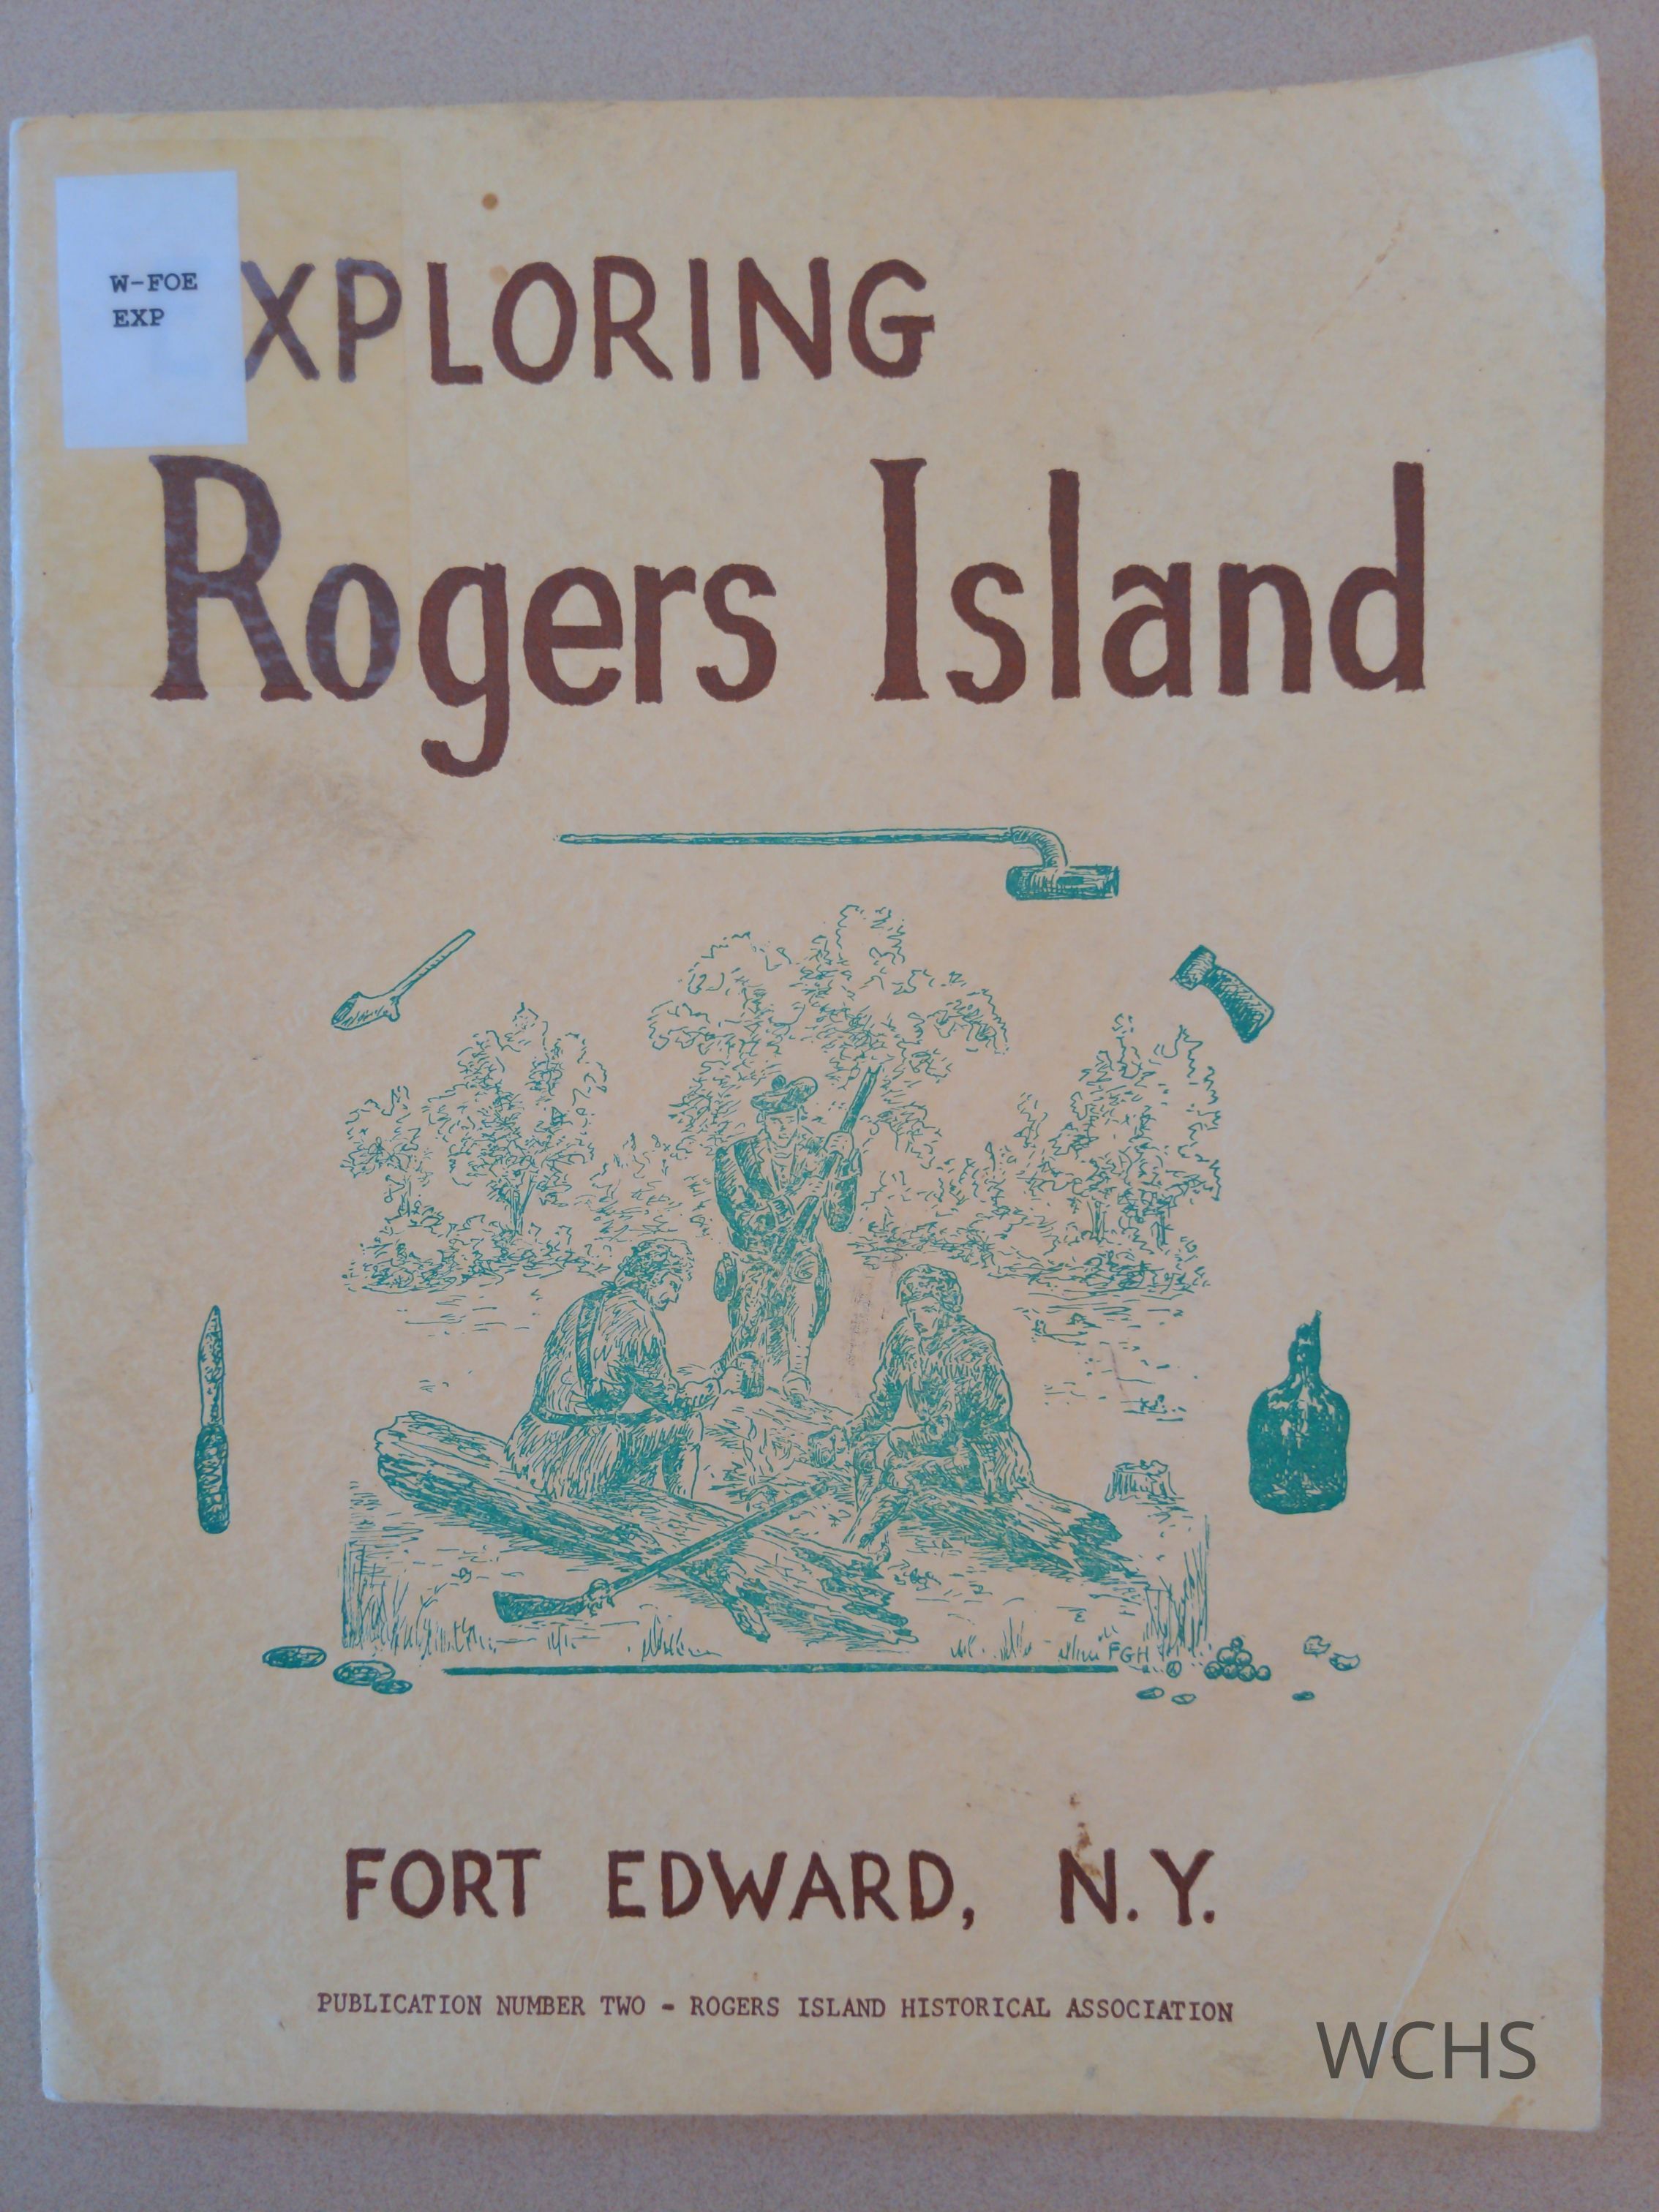 W-FOE
EXP
XPLORING
Rogers Island
FGH
FORT EDWARD, N.Y.
PUBLICATION NUMBER TWO - ROGERS ISLAND HISTORICAL ASSOCIATION
WCHS